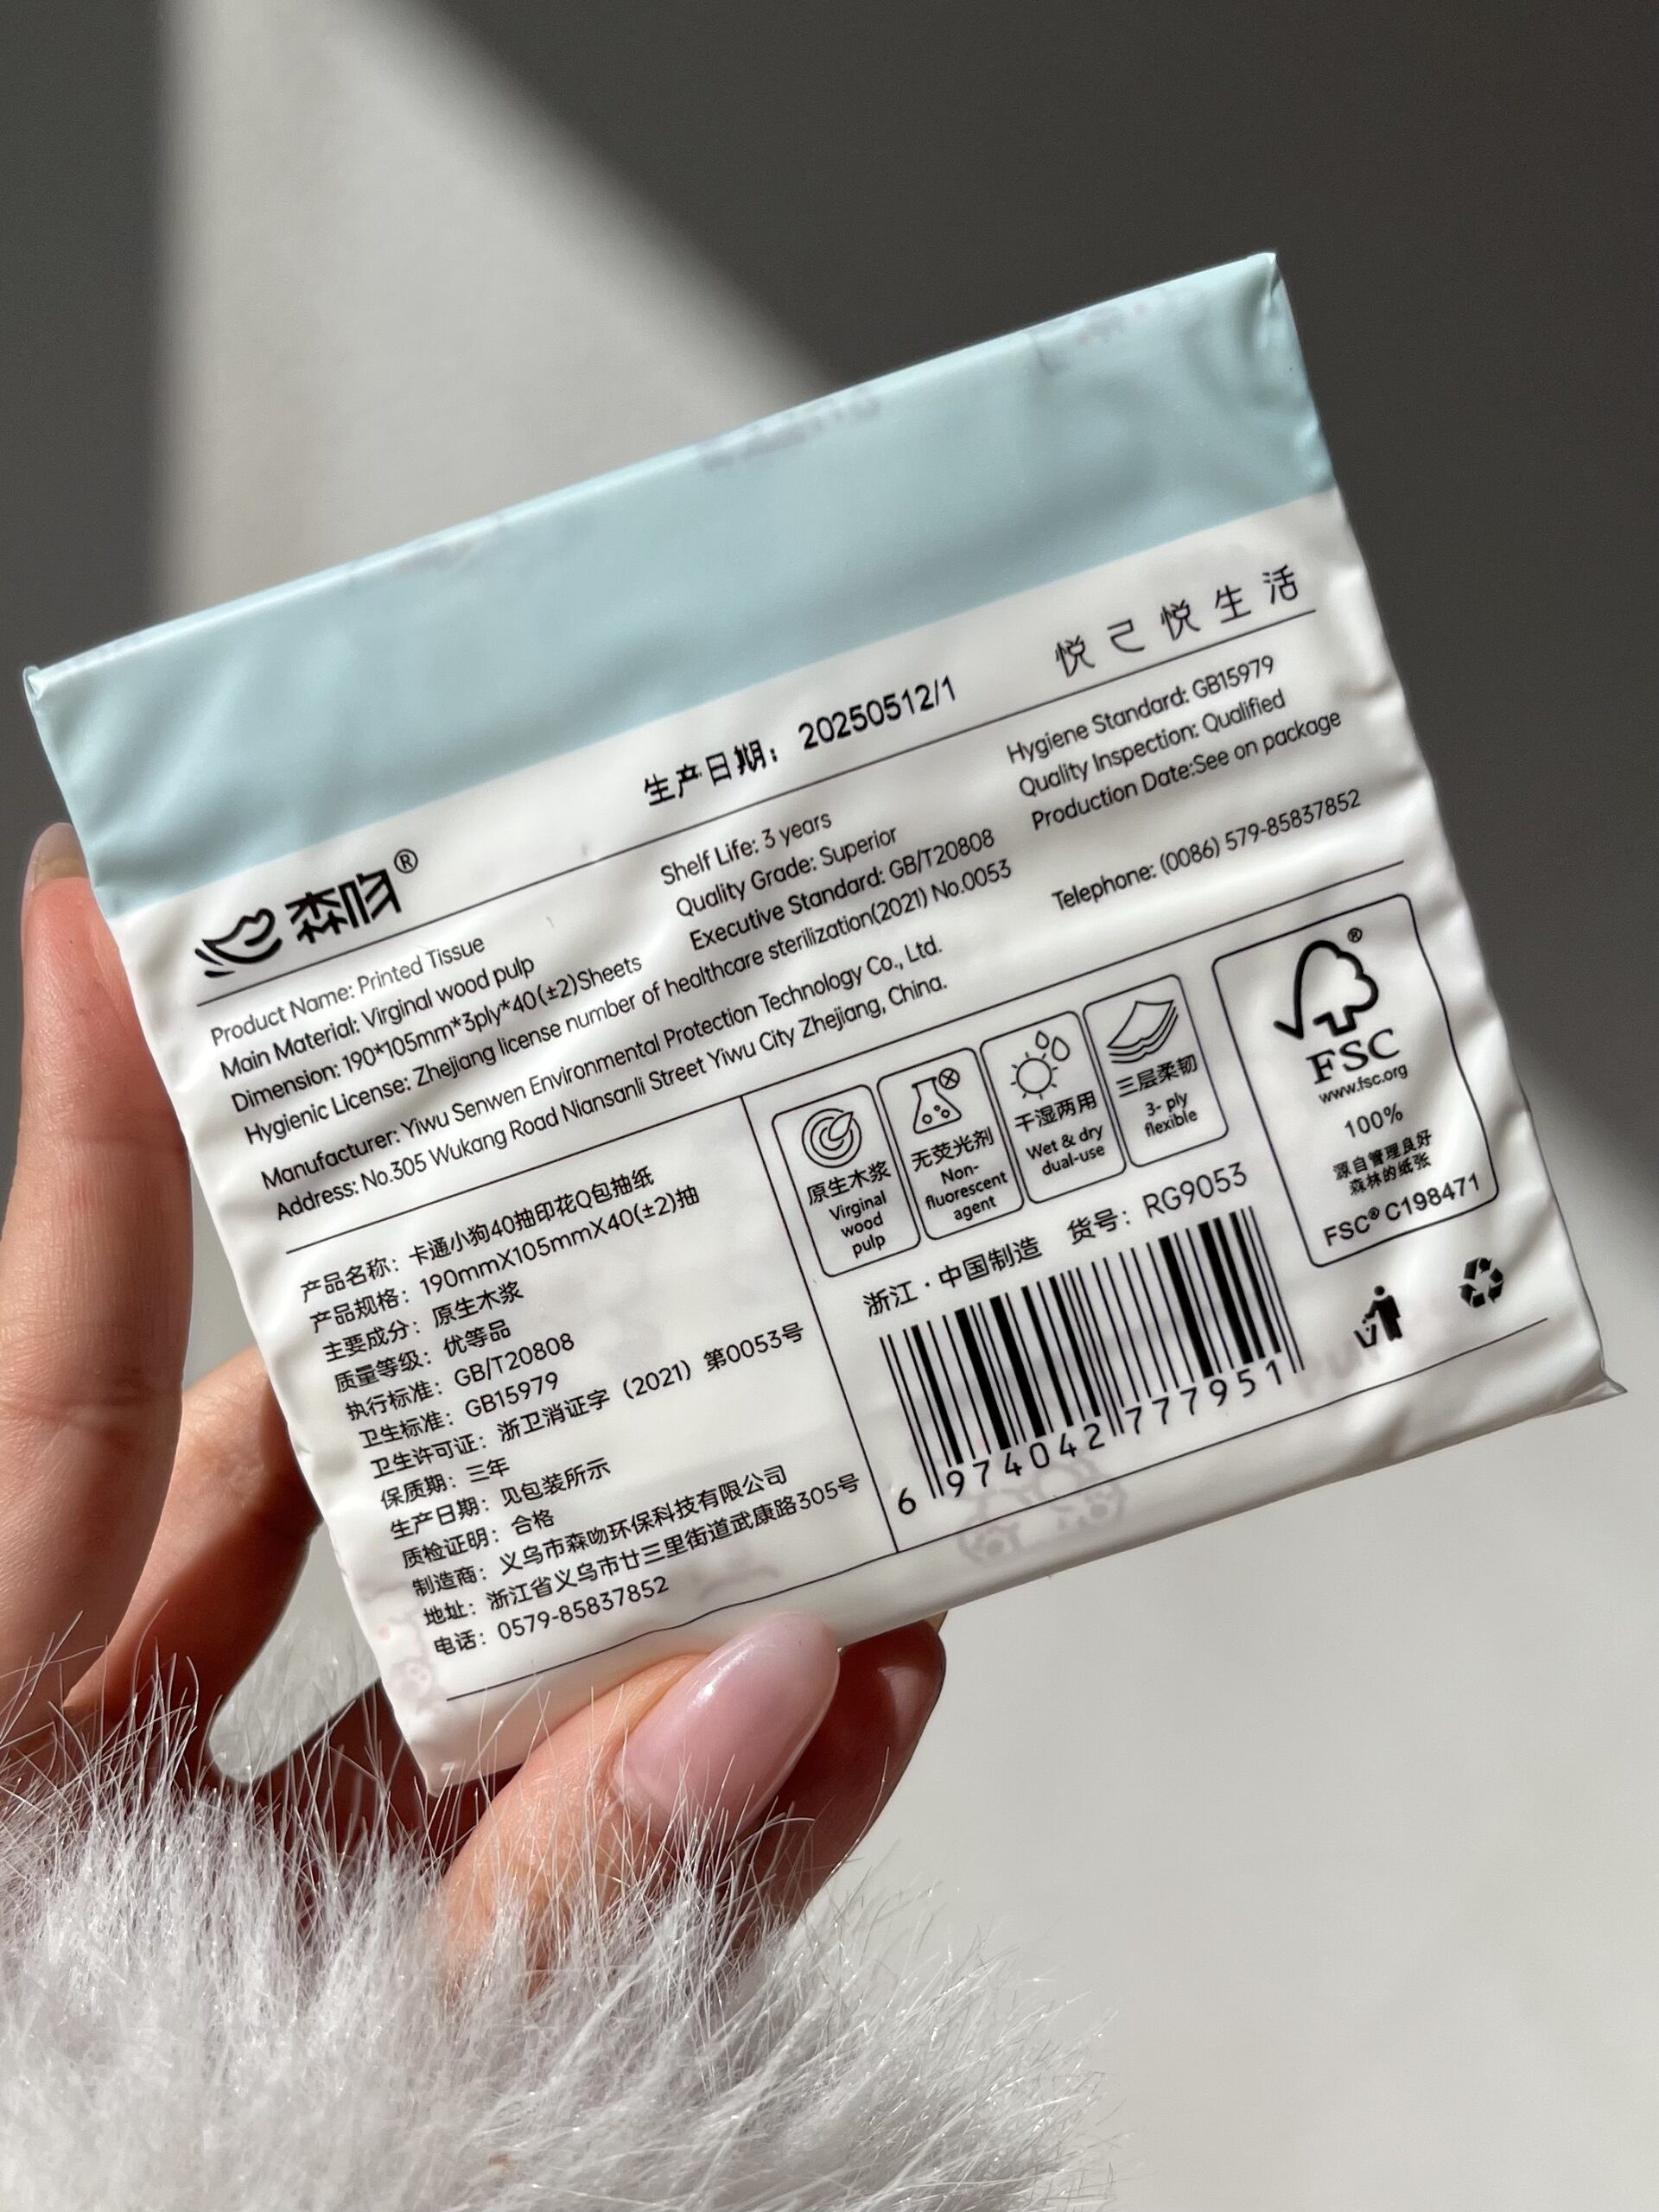 悦己悦生活
生产日期：20250512/1
森吻®
Product Name: Printed Tissue
Main Material: Virginal wood pulp
Dimension: 190*105mm*3ply*40(±2)Sheets
Hygienic License: Zhejiang license number of healthcare sterilization(2021) No.0053
Shelf Life: 3 years
Quality Grade: Superior
Executive Standard: GB/T20808
Hygiene Standard: GB15979
Quality Inspection: Qualified
Production Date:See on package
Manufacturer: Yiwu Senwen Environmental Protection Technology Co., Ltd.
Telephone: (0086) 579-85837852
Address: No.305 Wukang Road Niansanli Street Yiwu City Zhejiang, China.
产品名称：卡通小狗40抽印花Q包抽纸
产品规格：190mmX105mmX40(±2)抽
主要成分：原生木浆
质量等级：优等品
执行标准：GB/T20808
卫生标准：GB15979
卫生许可证：浙卫消证字（2021）第0053号
保质期：三年
生产日期：见包装所示
质检证明：合格
制造商：义乌市森吻环保科技有限公司
地址：浙江省义乌市廿三里街道武康路305号
电话：0579-85837852
原生木浆
Virginal
wood
pulp
无荧光剂
Non-
fluorescent
agent
干湿两用
Wet & dry
dual-use
三层柔韧
3- ply
flexible
浙江·中国制造 货号：RG9053
6 974042 777951
®
FSC
www.fsc.org
100%
源自管理良好
森林的纸张
FSC® C198471